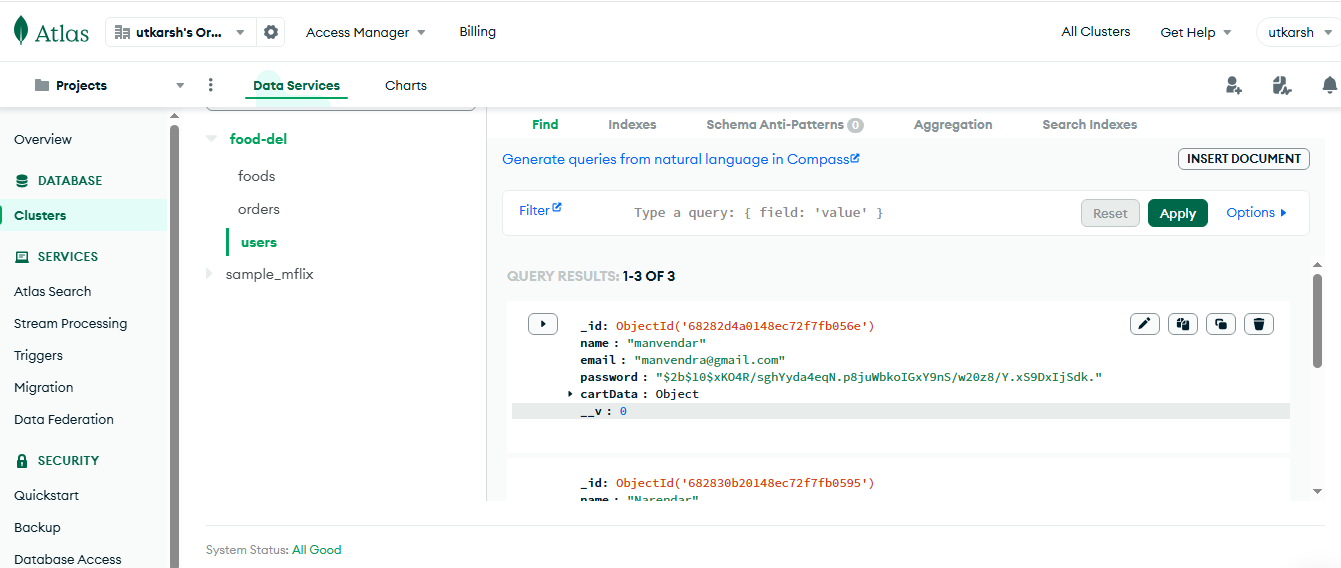 Atlas
utkarsh's Or...
Access Manager
Billing
All Clusters
Get Help
utkarsh
Projects
Data Services
Charts
Overview
DATABASE
Clusters
SERVICES
Atlas Search
Stream Processing
Triggers
Migration
Data Federation
SECURITY
Quickstart
Backup
Database Access
food-del
foods
orders
users
sample_mflix
Find
Indexes
Schema Anti-Patterns 0
Aggregation
Search Indexes
Generate queries from natural language in Compass
INSERT DOCUMENT
Filter
Type a query: { field: 'value' }
Reset
Apply
Options
QUERY RESULTS: 1-3 OF 3
_id: ObjectId('68282d4a0148ec72f7fb056e')
name : "manvendar"
email : "manvendra@gmail.com"
password : "$2b$10$xKO4R/sghYyda4eqN.p8juWbkoIGxY9nS/w20z8/Y.xS9DxIjSdk."
cartData : Object
__v : 0
_id: ObjectId('682830b20148ec72f7fb0595')
name : "Narendar"
System Status: All Good